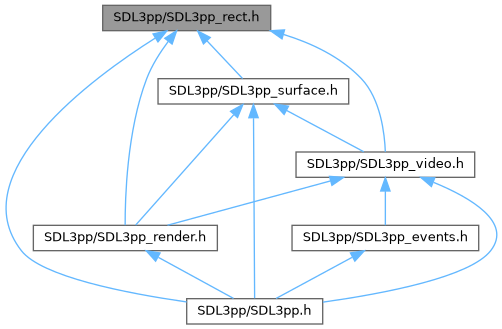 SDL3pp/SDL3pp_rect.h
SDL3pp/SDL3pp_surface.h
SDL3pp/SDL3pp_video.h
SDL3pp/SDL3pp_render.h
SDL3pp/SDL3pp_events.h
SDL3pp/SDL3pp.h